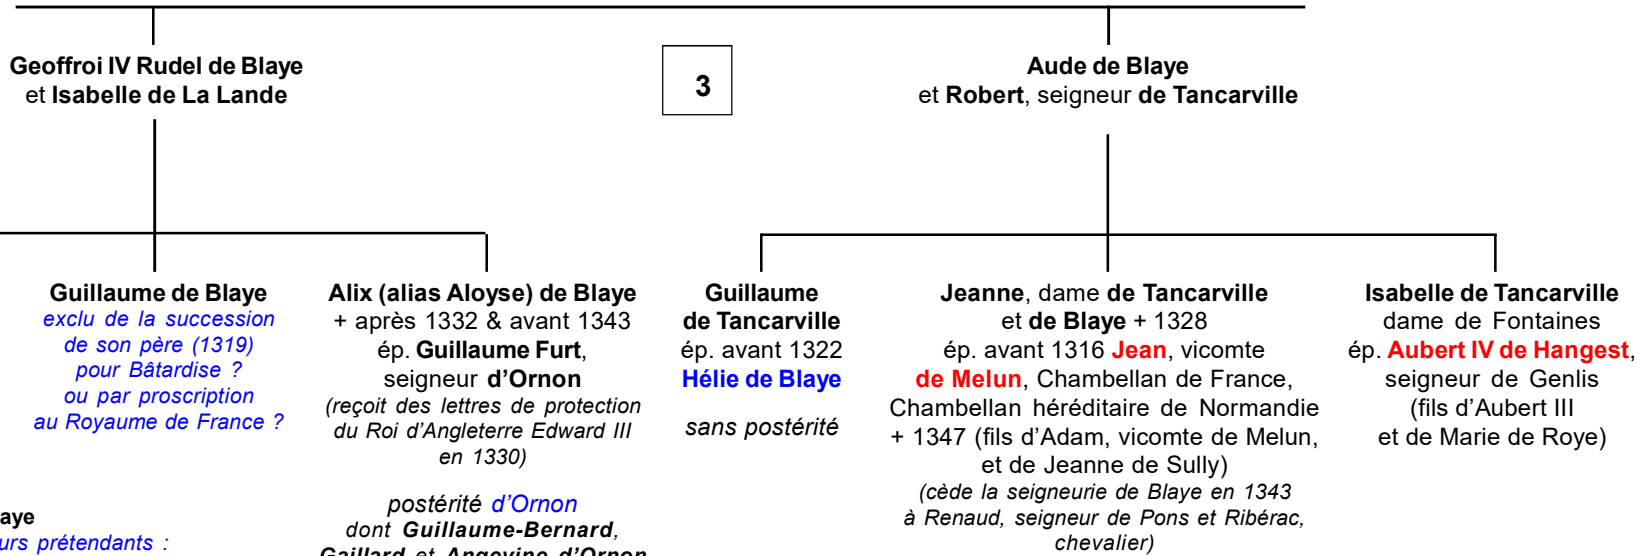 Geoffroi IV Rudel de Blaye
et Isabelle de La Lande
3
Aude de Blaye
et Robert, seigneur de Tancarville
Guillaume de Blaye
exclu de la succession
de son père (1319)
pour Bâtardise ?
ou par proscription
au Royaume de France ?
Alix (alias Aloyse) de Blaye
+ après 1332 & avant 1343
ép. Guillaume Furt,
seigneur d'Ornon
(reçoit des lettres de protection
du Roi d'Angleterre Edward III
en 1330)
postérité d'Ornon
dont Guillaume-Bernard,
Gaillard et Angevine d'Ornon
Guillaume
de Tancarville
ép. avant 1322
Hélie de Blaye
sans postérité
Jeanne, dame de Tancarville
et de Blaye + 1328
ép. avant 1316 Jean, vicomte
de Melun, Chambellan de France,
Chambellan héréditaire de Normandie
+ 1347 (fils d'Adam, vicomte de Melun,
et de Jeanne de Sully)
(cède la seigneurie de Blaye en 1343
à Renaud, seigneur de Pons et Ribérac,
chevalier)
Isabelle de Tancarville
dame de Fontaines
ép. Aubert IV de Hangest,
seigneur de Genlis
(fils d'Aubert III
et de Marie de Roye)
aye
urs prétendants :